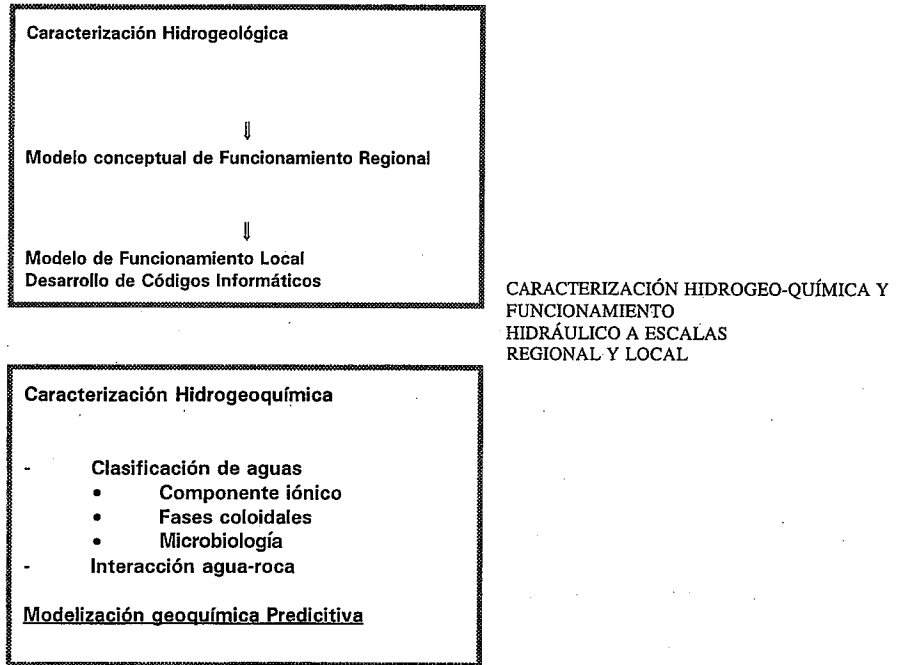 Caracterización Hidrogeológica
⇓
Modelo conceptual de Funcionamiento Regional
⇓
Modelo de Funcionamiento Local
Desarrollo de Códigos Informáticos
CARACTERIZACIÓN HIDROGEO-QUÍMICA Y
FUNCIONAMIENTO
HIDRÁULICO A ESCALAS
REGIONAL Y LOCAL
Caracterización Hidrogeoquímica
- Clasificación de aguas
• Componente iónico
• Fases coloidales
• Microbiología
- Interacción agua-roca
Modelización geoquímica Predicitiva